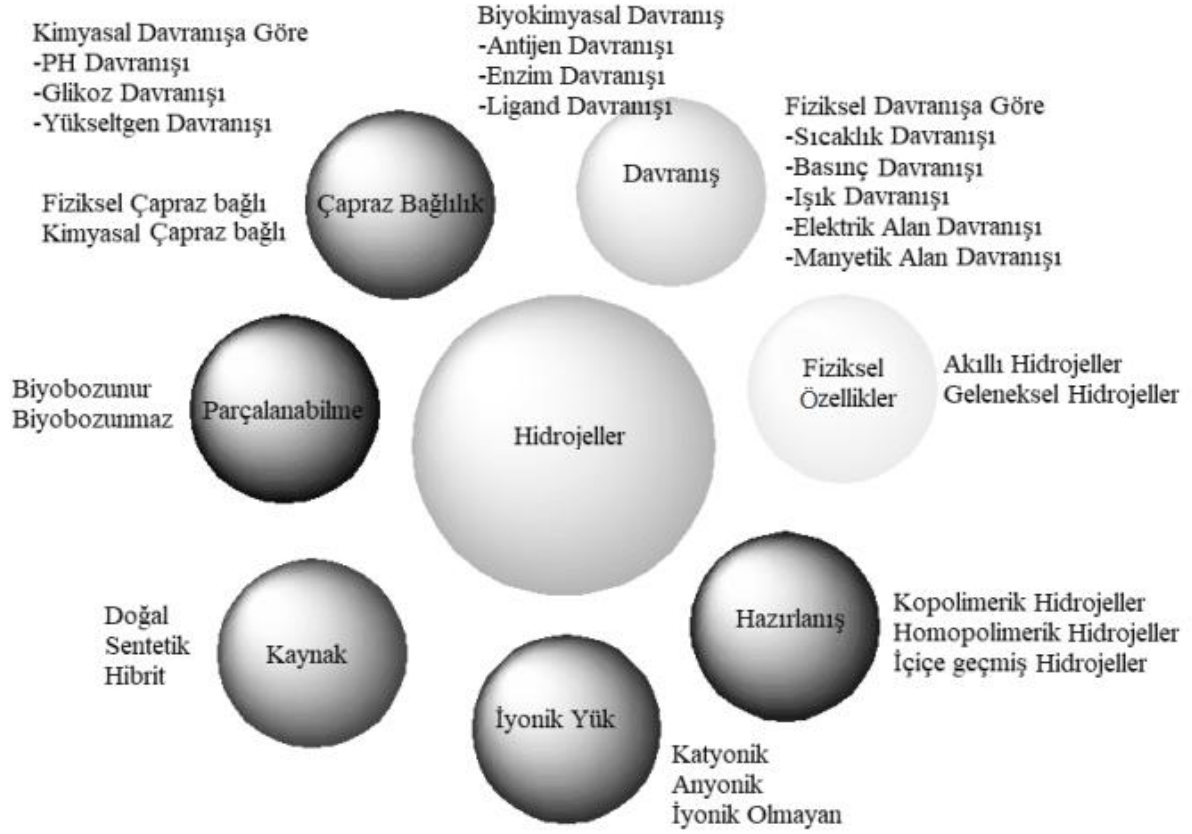 Kimyasal Davranışa Göre
-PH Davranışı
-Glikoz Davranışı
-Yükseltgen Davranışı
Biyokimyasal Davranış
-Antijen Davranışı
-Enzim Davranışı
-Ligand Davranışı
Fiziksel Davranışa Göre
-Sıcaklık Davranışı
-Basınç Davranışı
-Işık Davranışı
-Elektrik Alan Davranışı
-Manyetik Alan Davranışı
Davranış
Çapraz Bağlılık
Fiziksel Çapraz bağlı
Kimyasal Çapraz bağlı
Fiziksel
Özellikler
Akıllı Hidrojeller
Geleneksel Hidrojeller
Parçalanabilme
Biyobozunur
Biyobozunmaz
Hidrojeller
Hazırlanış
Kopolimerik Hidrojeller
Homopolimerik Hidrojeller
İçiçe geçmiş Hidrojeller
Kaynak
Doğal
Sentetik
Hibrit
İyonik Yük
Katyonik
Anyonik
İyonik Olmayan